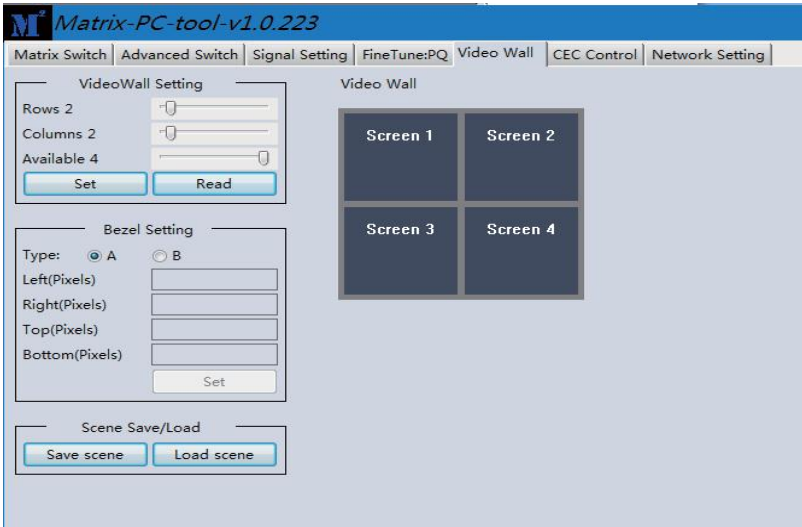 M Matrix-PC-tool-v1.0.223
Matrix Switch Advanced Switch Signal Setting FineTune:PQ Video Wall CEC Control Network Setting
VideoWall Setting
Rows 2
Columns 2
Available 4
Set Read
Bezel Setting
Type: A B
Left(Pixels)
Right(Pixels)
Top(Pixels)
Bottom(Pixels)
Set
Scene Save/Load
Save scene Load scene
Video Wall
Screen 1 Screen 2
Screen 3 Screen 4